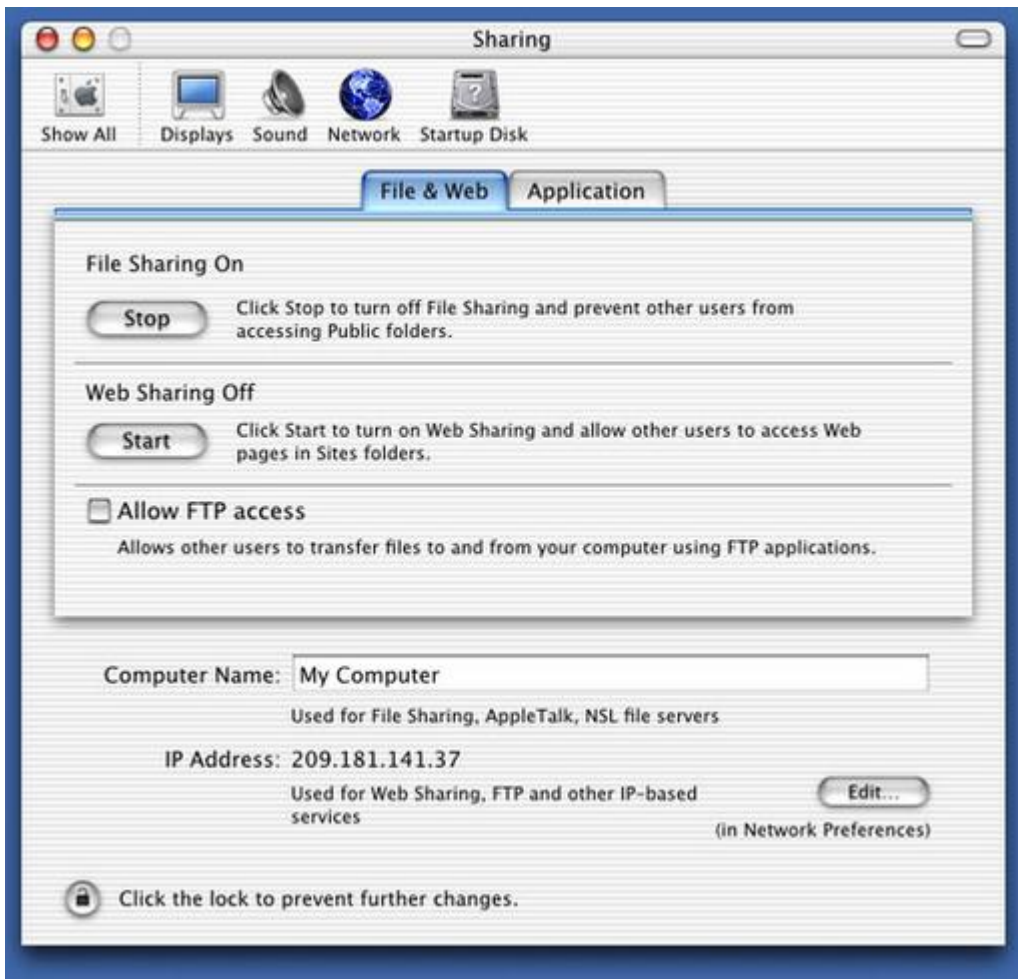 Sharing
Show All
Displays
Sound
Network
Startup Disk
File & Web
Application
File Sharing On
Stop
Click Stop to turn off File Sharing and prevent other users from
accessing Public folders.
Web Sharing Off
Start
Click Start to turn on Web Sharing and allow other users to access Web
pages in Sites folders.
Allow FTP access
Allows other users to transfer files to and from your computer using FTP applications.
Computer Name: My Computer
Used for File Sharing, AppleTalk, NSL file servers
IP Address: 209.181.141.37
Used for Web Sharing, FTP and other IP-based
services
Edit...
(in Network Preferences)
Click the lock to prevent further changes.